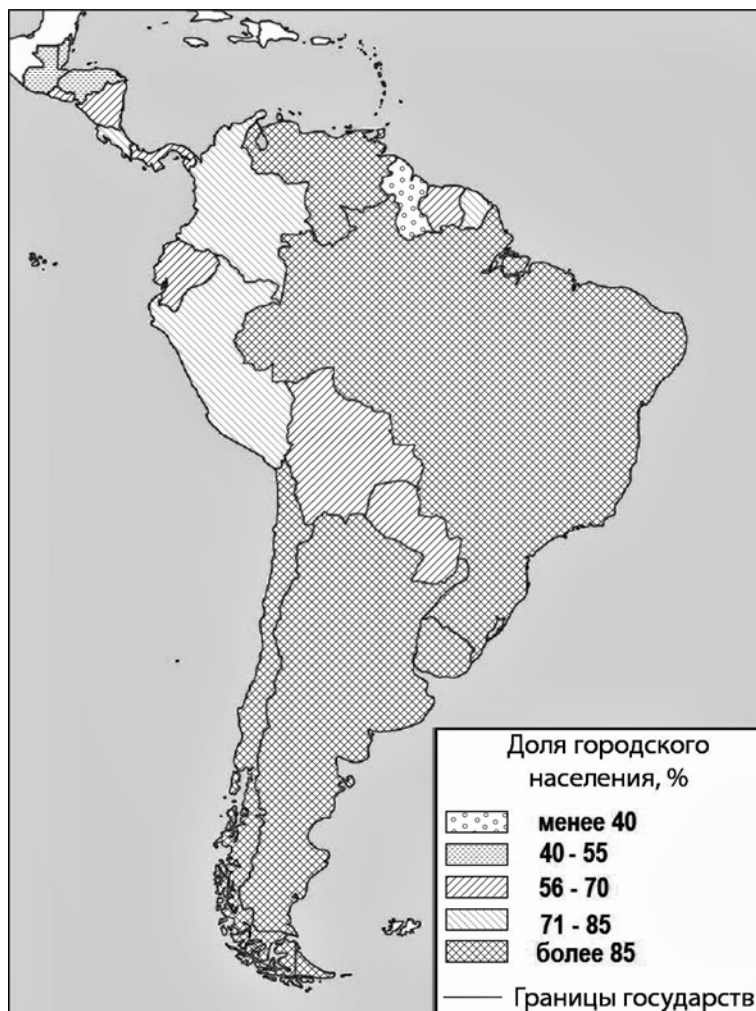 Доля городского
населения, %
менее 40
40 - 55
56 - 70
71 - 85
более 85
Границы государств